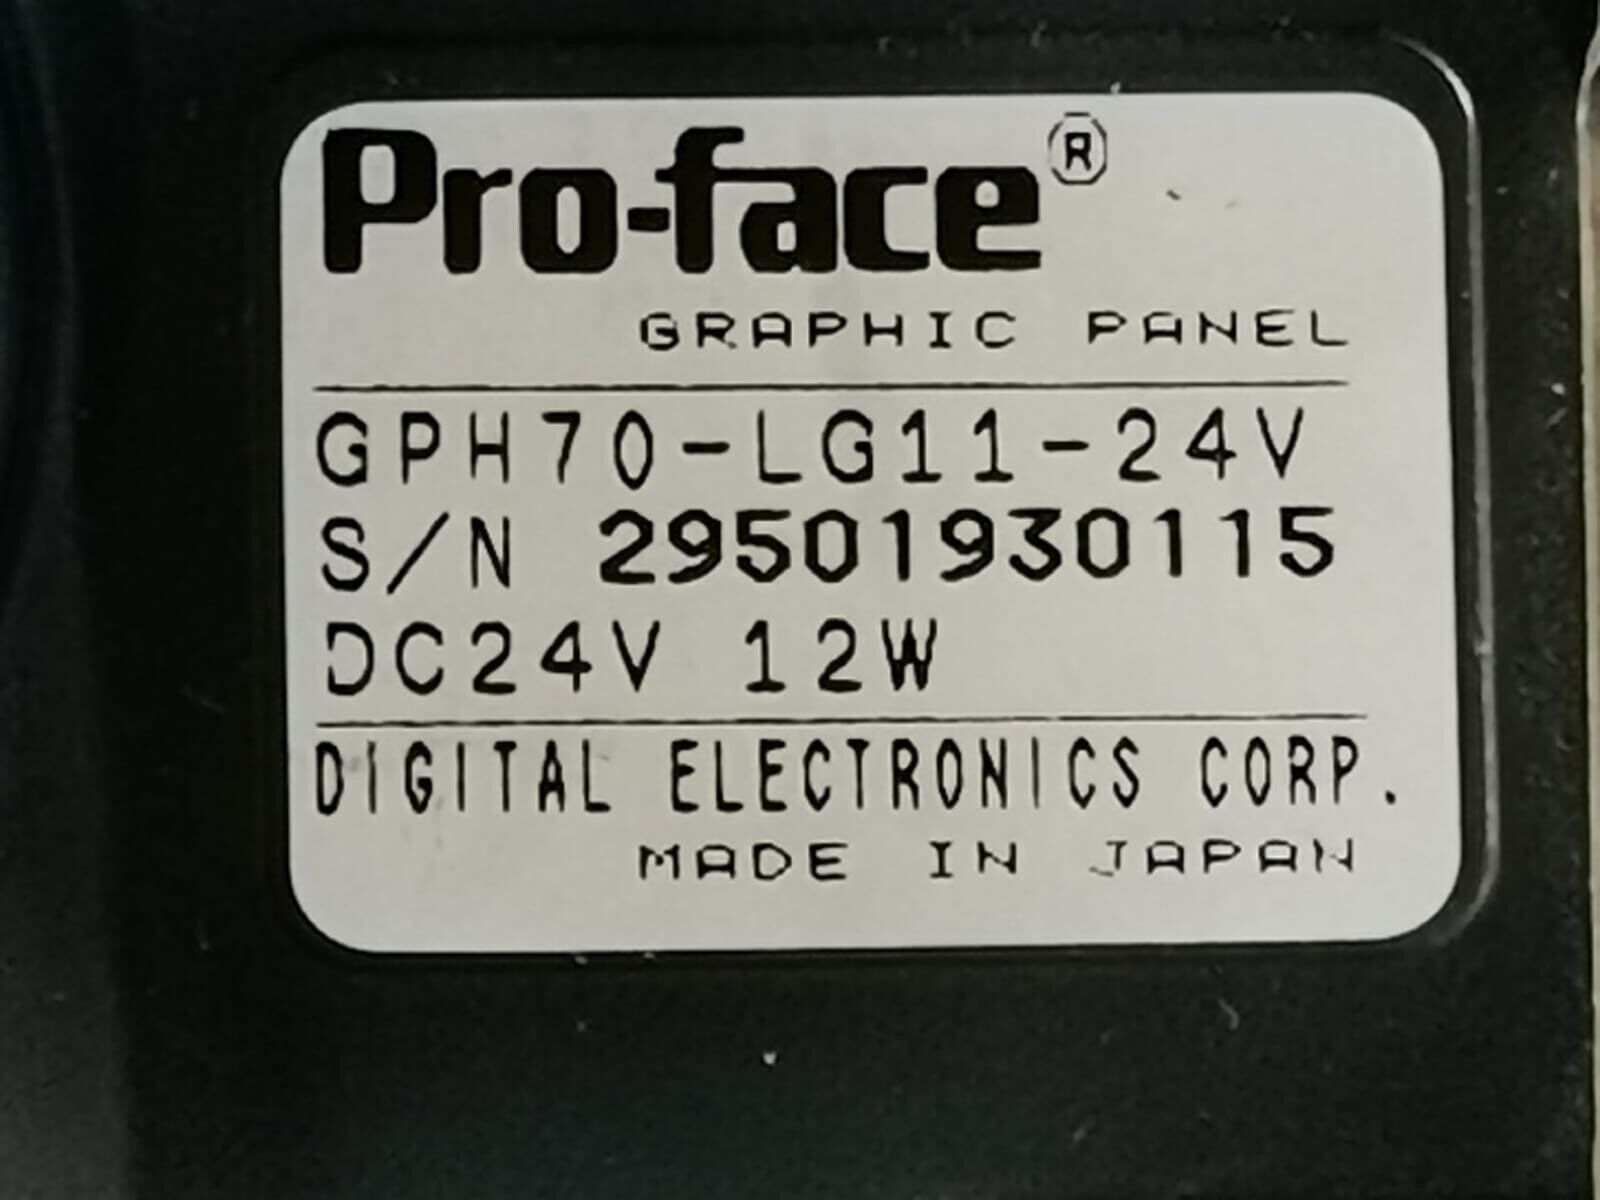 Pro-face®
GRAPHIC PANEL
GPH70-LG11-24V
S/N 29501930115
DC24V 12W
DIGITAL ELECTRONICS CORP.
MADE IN JAPAN